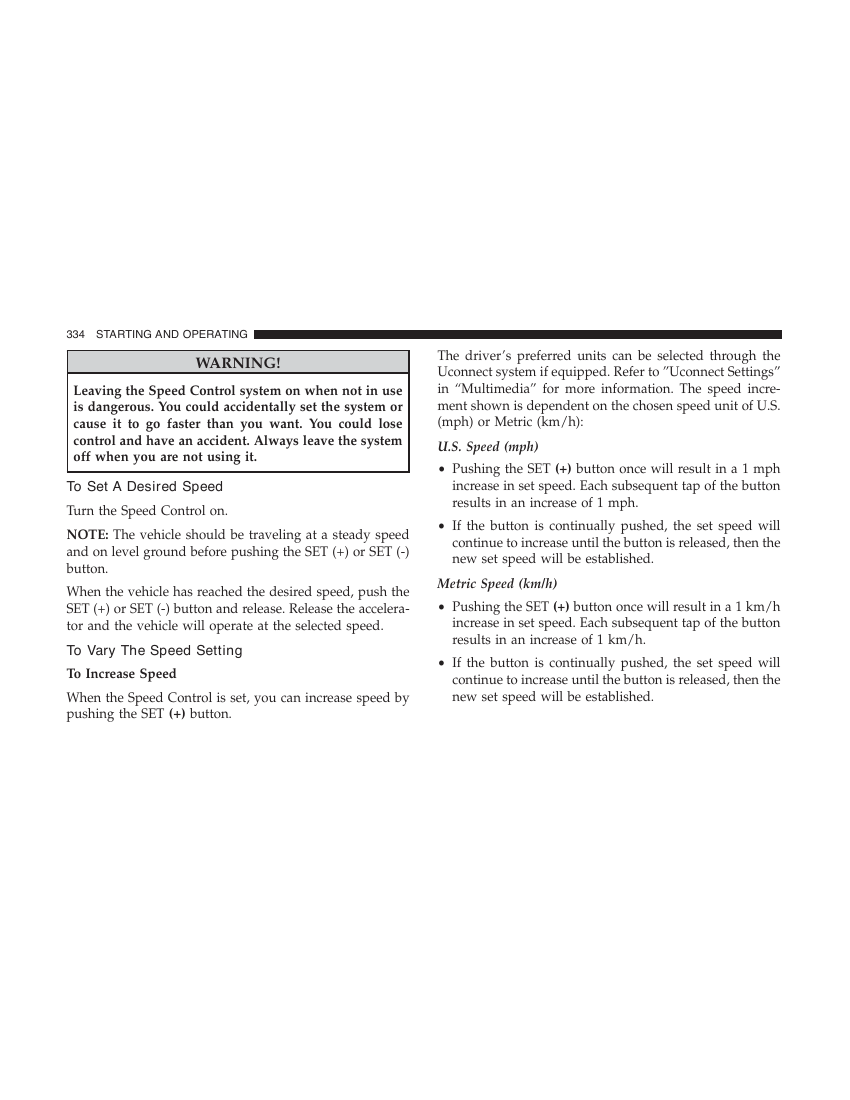 334 STARTING AND OPERATING
WARNING!
Leaving the Speed Control system on when not in use
is dangerous. You could accidentally set the system or
cause it to go faster than you want. You could lose
control and have an accident. Always leave the system
off when you are not using it.
To Set A Desired Speed
Turn the Speed Control on.
NOTE: The vehicle should be traveling at a steady speed
and on level ground before pushing the SET (+) or SET (-)
button.
When the vehicle has reached the desired speed, push the
SET (+) or SET (-) button and release. Release the accelera-
tor and the vehicle will operate at the selected speed.
To Vary The Speed Setting
To Increase Speed
When the Speed Control is set, you can increase speed by
pushing the SET (+) button.
The driver’s preferred units can be selected through the
Uconnect system if equipped. Refer to ”Uconnect Settings”
in “Multimedia” for more information. The speed incre-
ment shown is dependent on the chosen speed unit of U.S.
(mph) or Metric (km/h):
U.S. Speed (mph)
• Pushing the SET (+) button once will result in a 1 mph
increase in set speed. Each subsequent tap of the button
results in an increase of 1 mph.
• If the button is continually pushed, the set speed will
continue to increase until the button is released, then the
new set speed will be established.
Metric Speed (km/h)
• Pushing the SET (+) button once will result in a 1 km/h
increase in set speed. Each subsequent tap of the button
results in an increase of 1 km/h.
• If the button is continually pushed, the set speed will
continue to increase until the button is released, then the
new set speed will be established.